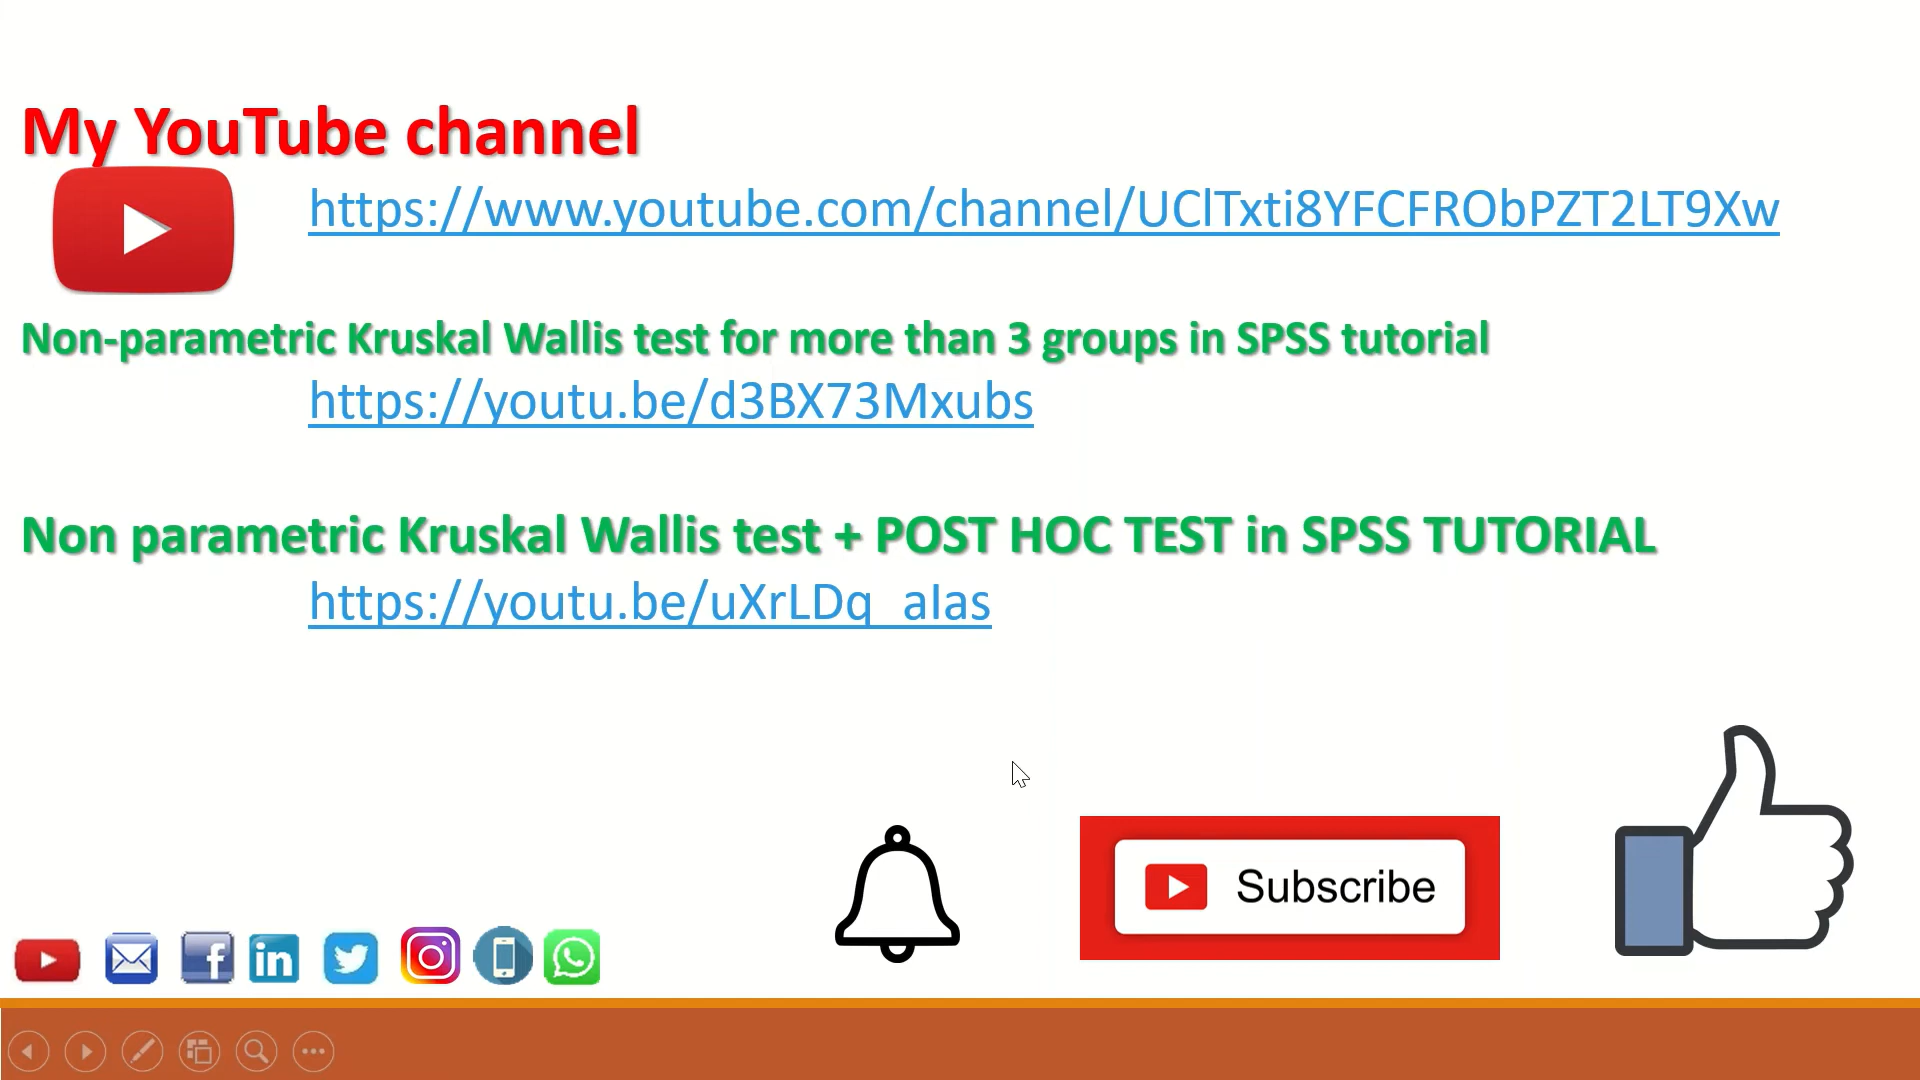 My YouTube channel
https://www.youtube.com/channel/UClTxti8YFCFRObPZT2LT9Xw
Non-parametric Kruskal Wallis test for more than 3 groups in SPSS tutorial
https://youtu.be/d3BX73Mxubs
Non parametric Kruskal Wallis test + POST HOC TEST in SPSS TUTORIAL
https://youtu.be/uXrLDq_aIas
Subscribe